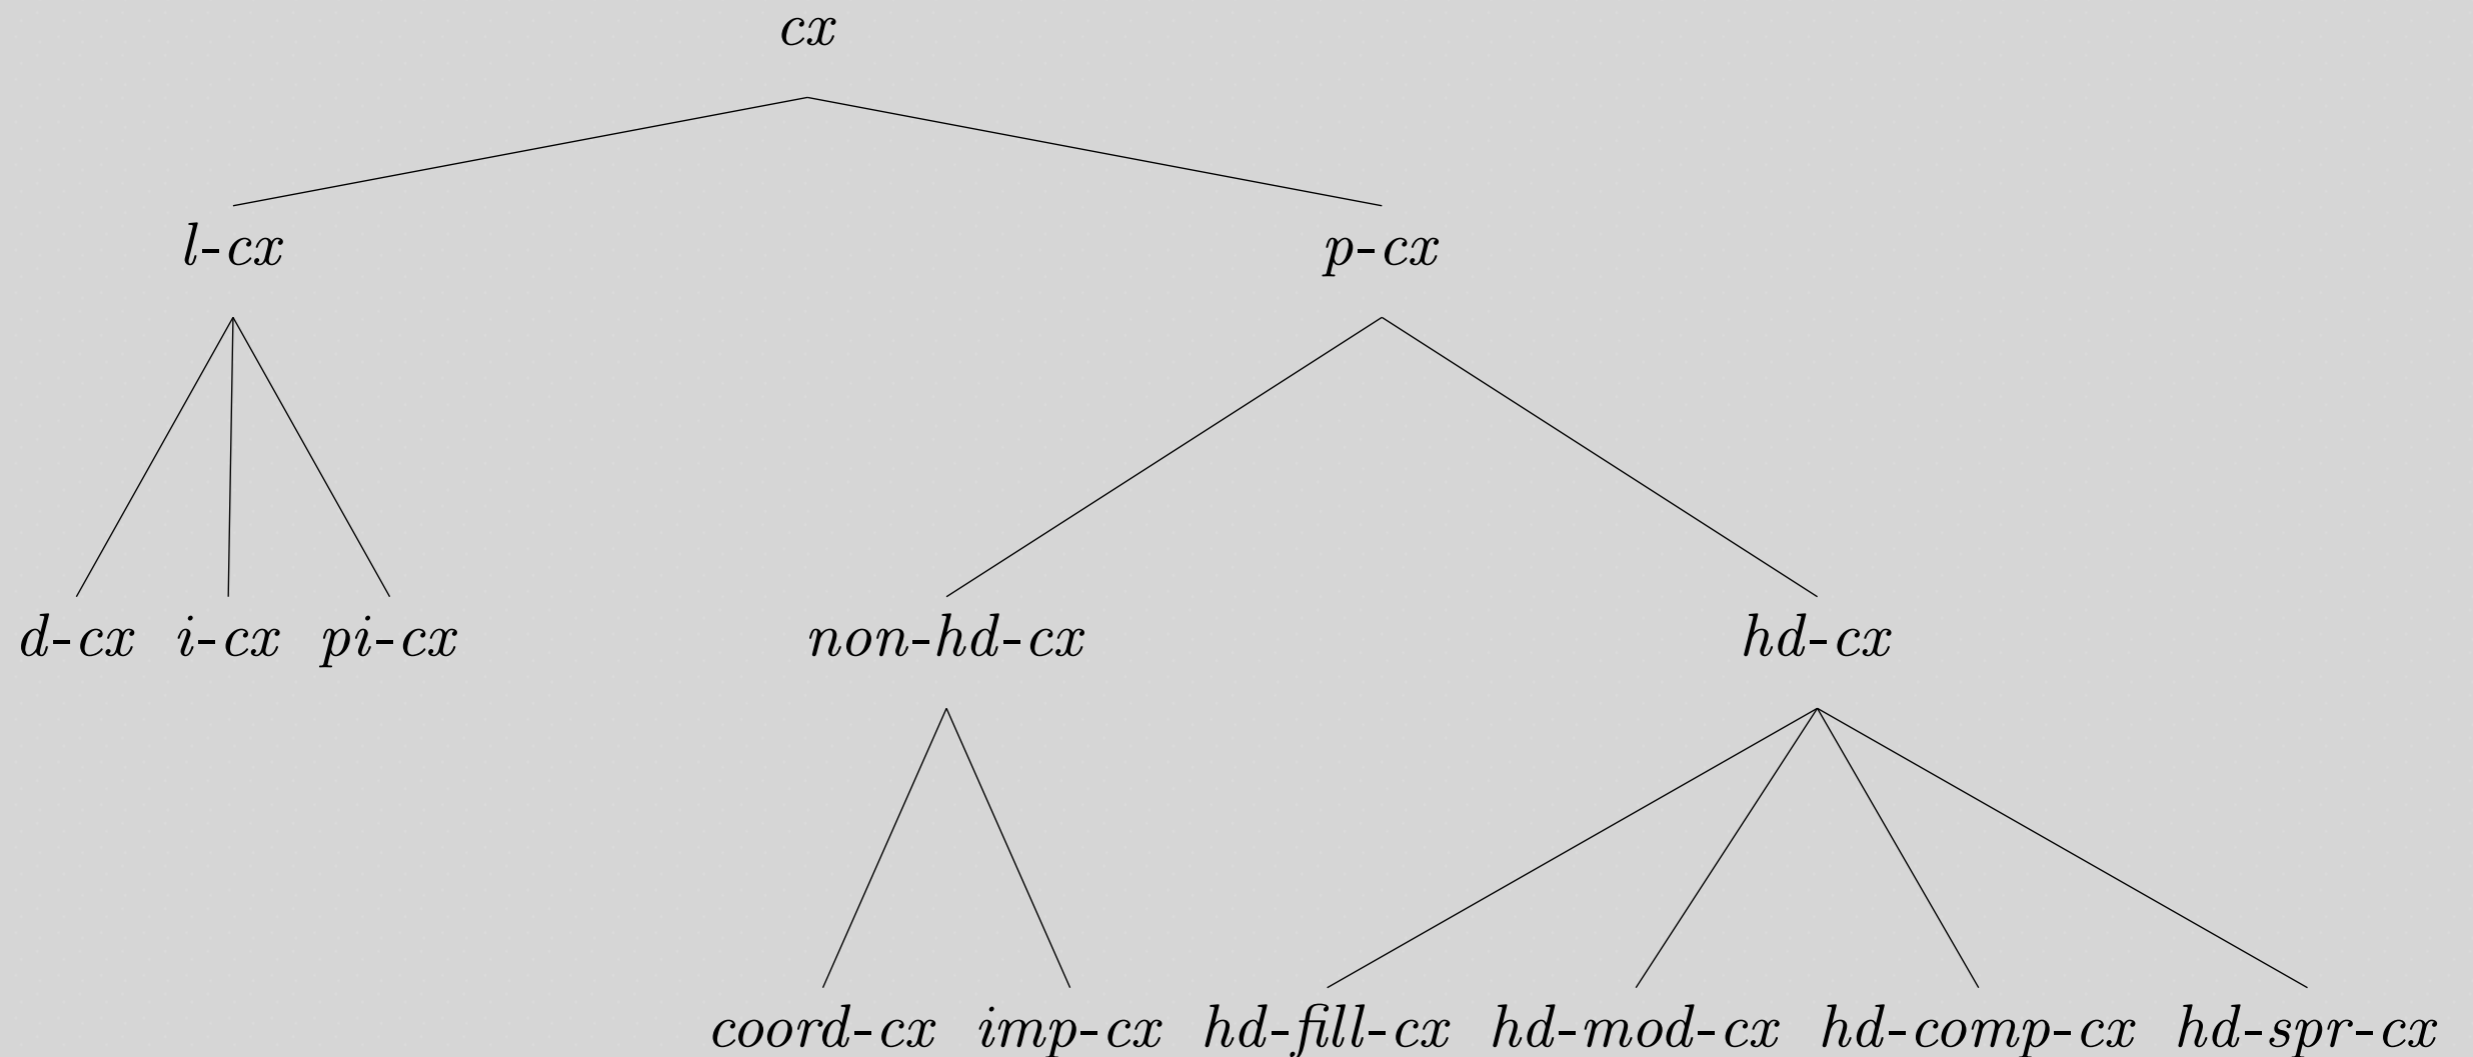 cx
l-cx p-cx
d-cx i-cx pi-cx non-hd-cx hd-cx
coord-cx imp-cx hd-fill-cx hd-mod-cx hd-comp-cx hd-spr-cx